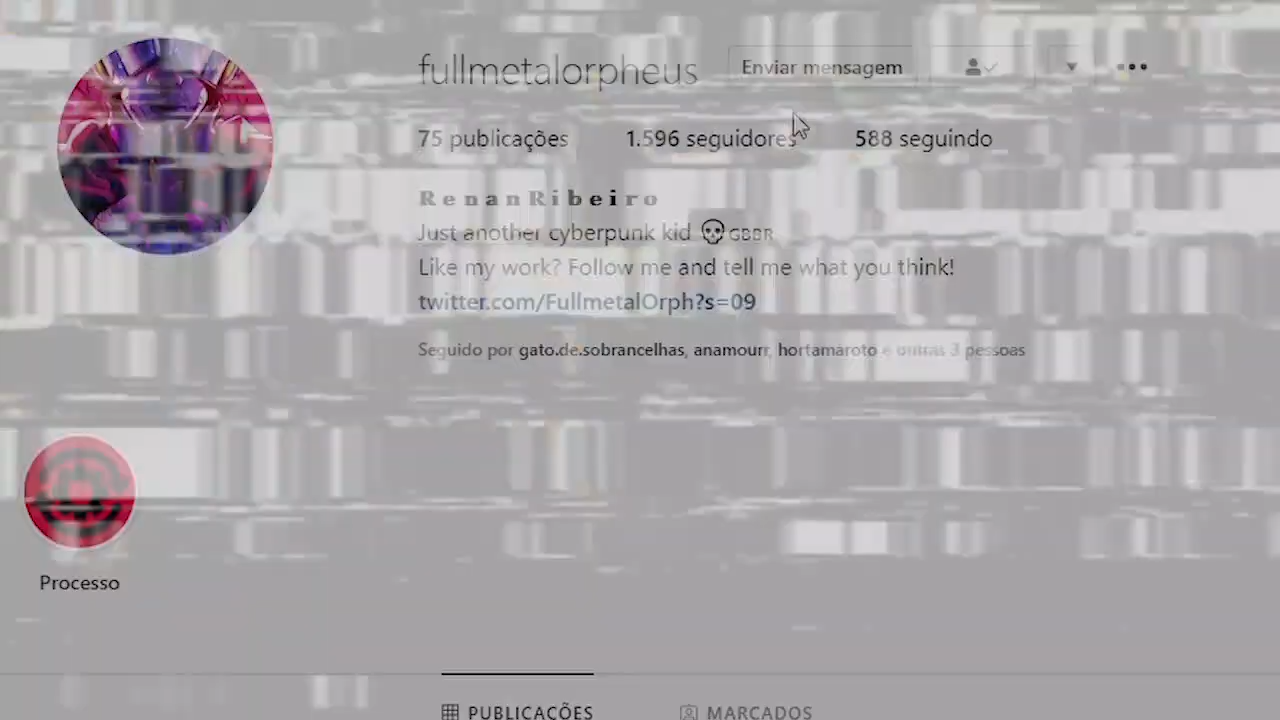 fullmetalorpheus Enviar mensagem
75 publicações 1.596 seguidores 588 seguindo
RenanRibeiro
Just another cyberpunk kid 💀 GBBR
Like my work? Follow me and tell me what you think!
twitter.com/FullmetalOrph?s=09
Seguido por gato.de.sobrancelhas, anamourr, hortamaroto e outras 3 pessoas
Processo
PUBLICAÇÕES MARCADOS